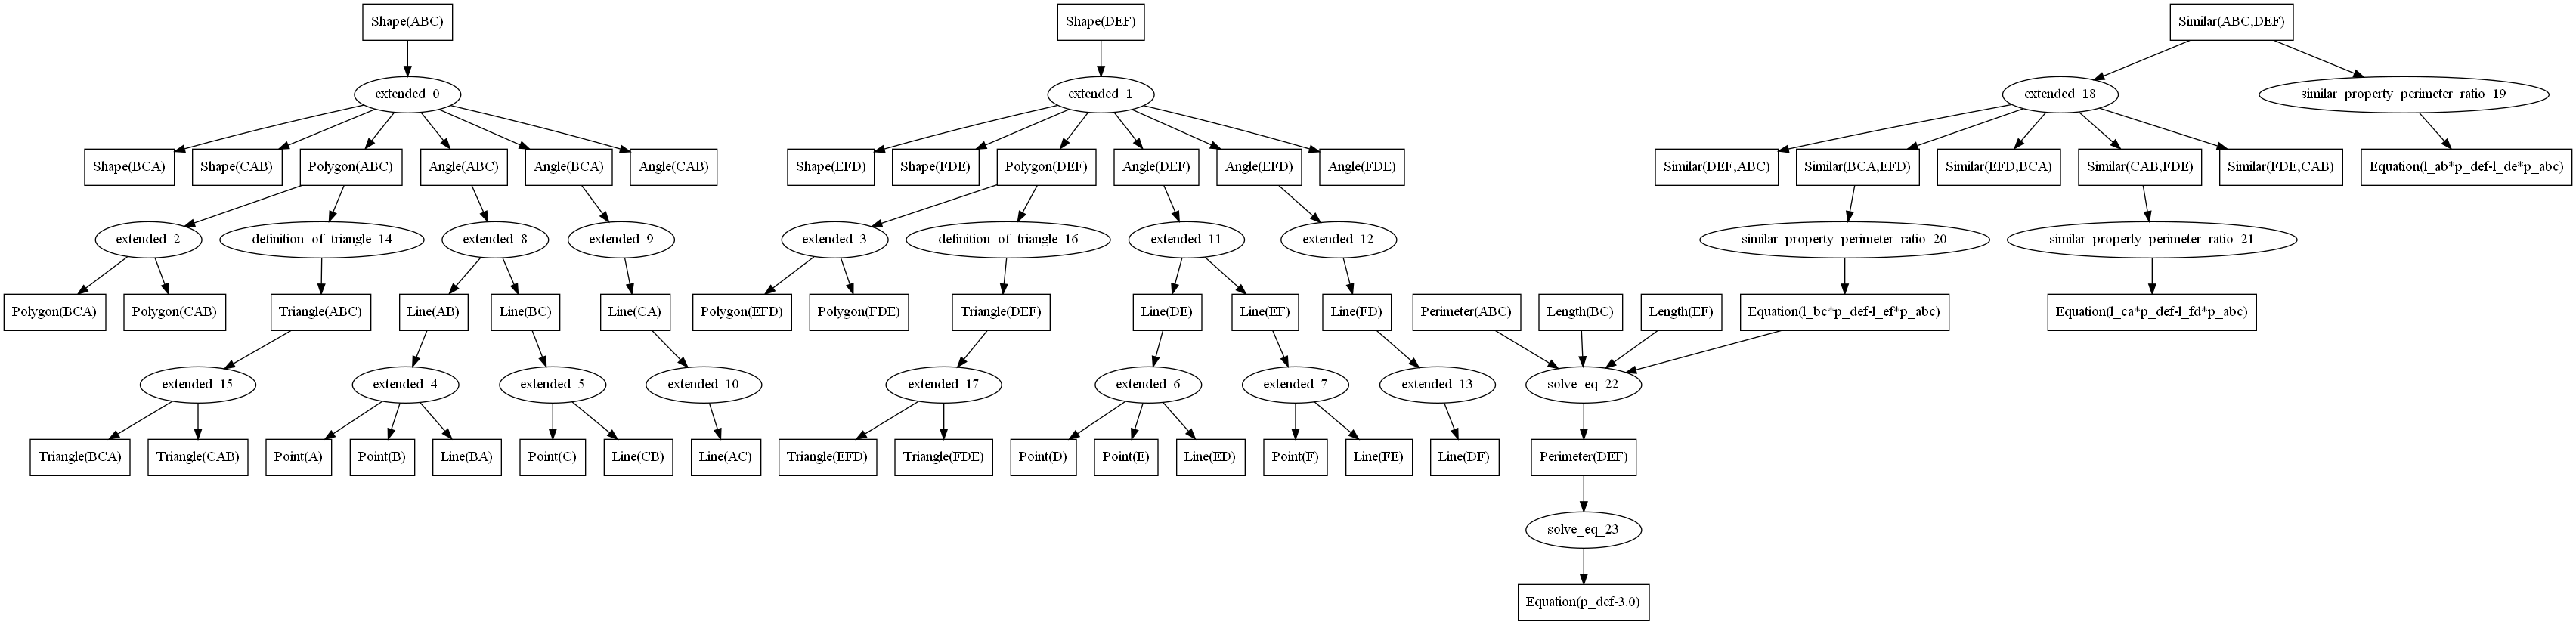 Shape(ABC)
Shape(DEF)
Similar(ABC,DEF)
extended_0
extended_1
extended_18
similar_property_perimeter_ratio_19
Shape(BCA)
Shape(CAB)
Polygon(ABC)
Angle(ABC)
Angle(BCA)
Angle(CAB)
Shape(EFD)
Shape(FDE)
Polygon(DEF)
Angle(DEF)
Angle(EFD)
Angle(FDE)
Similar(DEF,ABC)
Similar(BCA,EFD)
Similar(EFD,BCA)
Similar(CAB,FDE)
Similar(FDE,CAB)
Equation(l_ab*p_def-l_de*p_abc)
extended_2
definition_of_triangle_14
extended_8
extended_9
extended_3
definition_of_triangle_16
extended_11
extended_12
similar_property_perimeter_ratio_20
similar_property_perimeter_ratio_21
Polygon(BCA)
Polygon(CAB)
Triangle(ABC)
Line(AB)
Line(BC)
Line(CA)
Polygon(EFD)
Polygon(FDE)
Triangle(DEF)
Line(DE)
Line(EF)
Line(FD)
Perimeter(ABC)
Length(BC)
Length(EF)
Equation(l_bc*p_def-l_ef*p_abc)
Equation(l_ca*p_def-l_fd*p_abc)
extended_15
extended_4
extended_5
extended_10
extended_17
extended_6
extended_7
extended_13
solve_eq_22
Triangle(BCA)
Triangle(CAB)
Point(A)
Point(B)
Line(BA)
Point(C)
Line(CB)
Line(AC)
Triangle(EFD)
Triangle(FDE)
Point(D)
Point(E)
Line(ED)
Point(F)
Line(FE)
Line(DF)
Perimeter(DEF)
solve_eq_23
Equation(p_def-3.0)